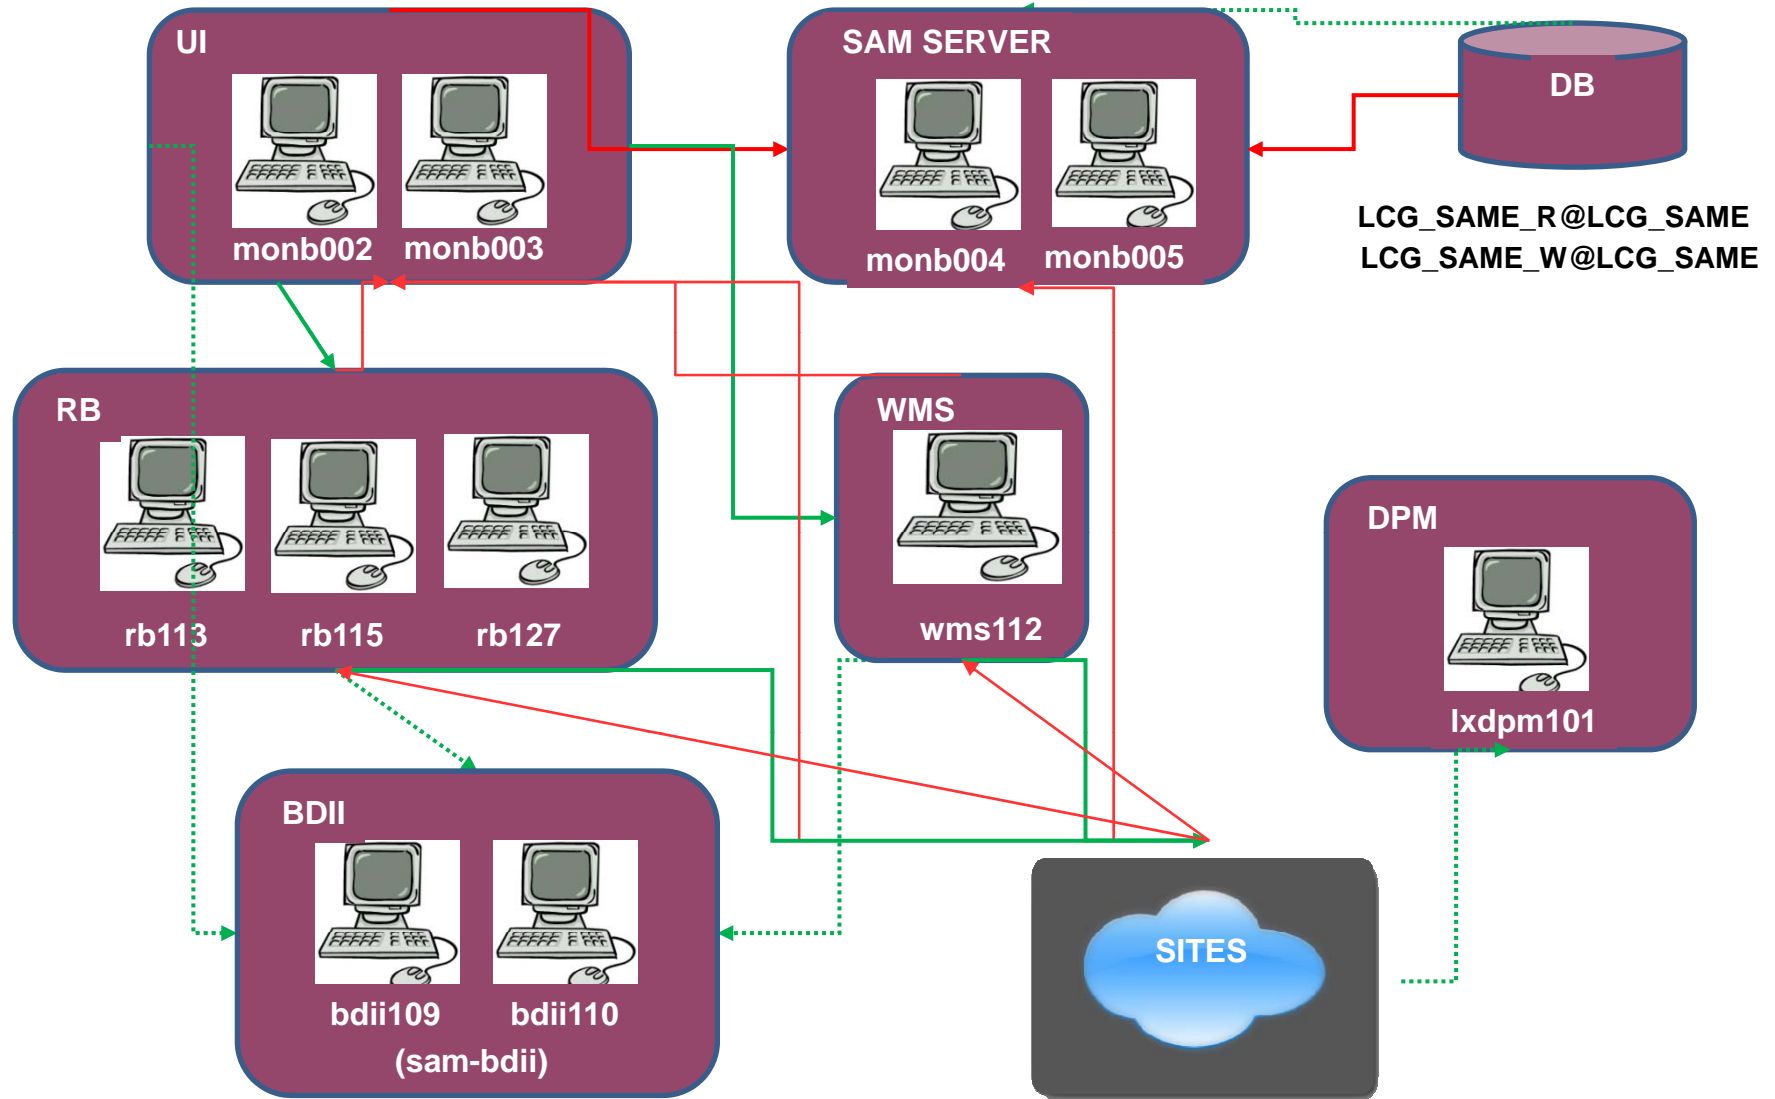 UI
SAM SERVER
DB
monb002
monb003
monb004
monb005
LCG_SAME_R@LCG_SAME
LCG_SAME_W@LCG_SAME
RB
WMS
rb113
rb115
rb127
wms112
DPM
lxdpm101
BDII
bdii109
bdii110
(sam-bdii)
SITES